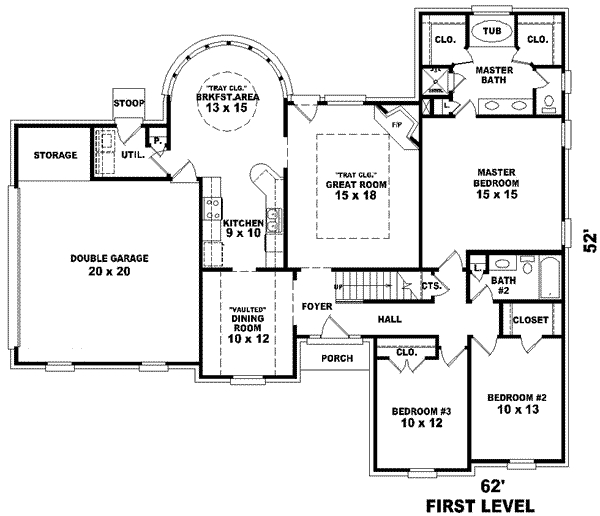 CLO.
TUB
CLO.
MASTER
BATH
L.
"TRAY CLG."
BRKFST.AREA
13 x 15
STOOP
F/P
STORAGE
UTIL.
P.
"TRAY CLG."
GREAT ROOM
15 x 18
MASTER
BEDROOM
15 x 15
KITCHEN
9 x 10
DOUBLE GARAGE
20 x 20
52'
L.
BATH
#2
UP
CTS.
"VAULTED"
DINING
ROOM
10 x 12
FOYER
HALL
CLOSET
PORCH
CLO.
BEDROOM #3
10 x 12
BEDROOM #2
10 x 13
62'
FIRST LEVEL